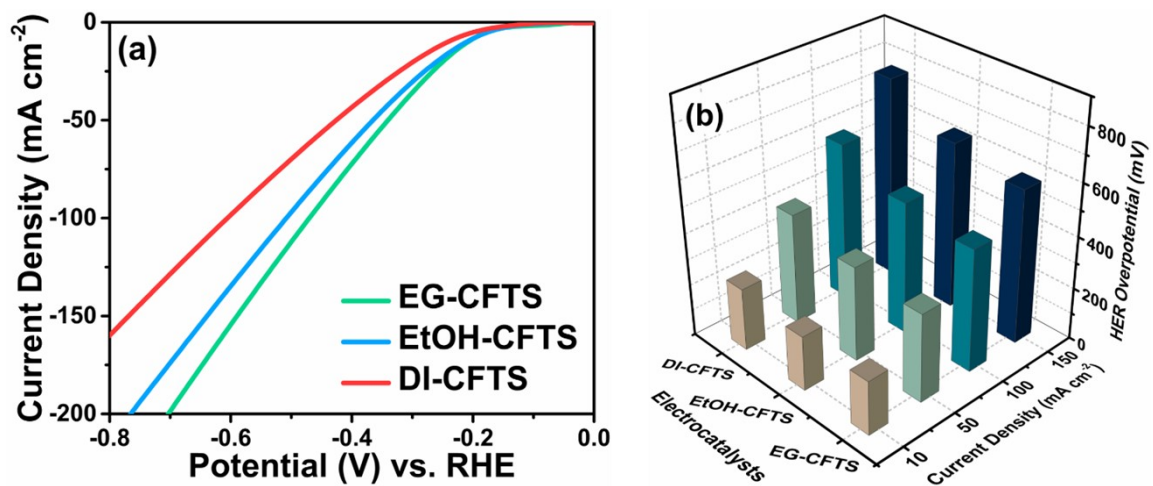 (a)
Current Density (mA cm-2)
0
-50
-100
-150
-200
-0.8
-0.6
-0.4
-0.2
0.0
Potential (V) vs. RHE
EG-CFTS
EtOH-CFTS
DI-CFTS
(b)
HER Overpotential (mV)
800
600
400
200
0
Current Density (mA cm-2)
150
100
50
10
Electrocatalysts
DI-CFTS
EtOH-CFTS
EG-CFTS